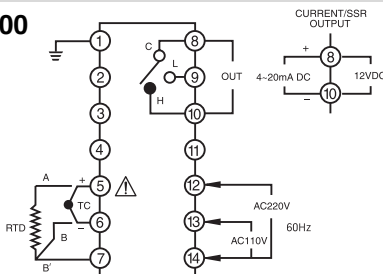 00
CURRENT/SSR
OUTPUT
1
8
C
L
+
8
2
9
OUT
4~20mA DC
12VDC
H
10
−
3
10
4
11
A
+
5
12
TC
AC220V
RTD
B
−
6
13
60Hz
AC110V
B'
7
14